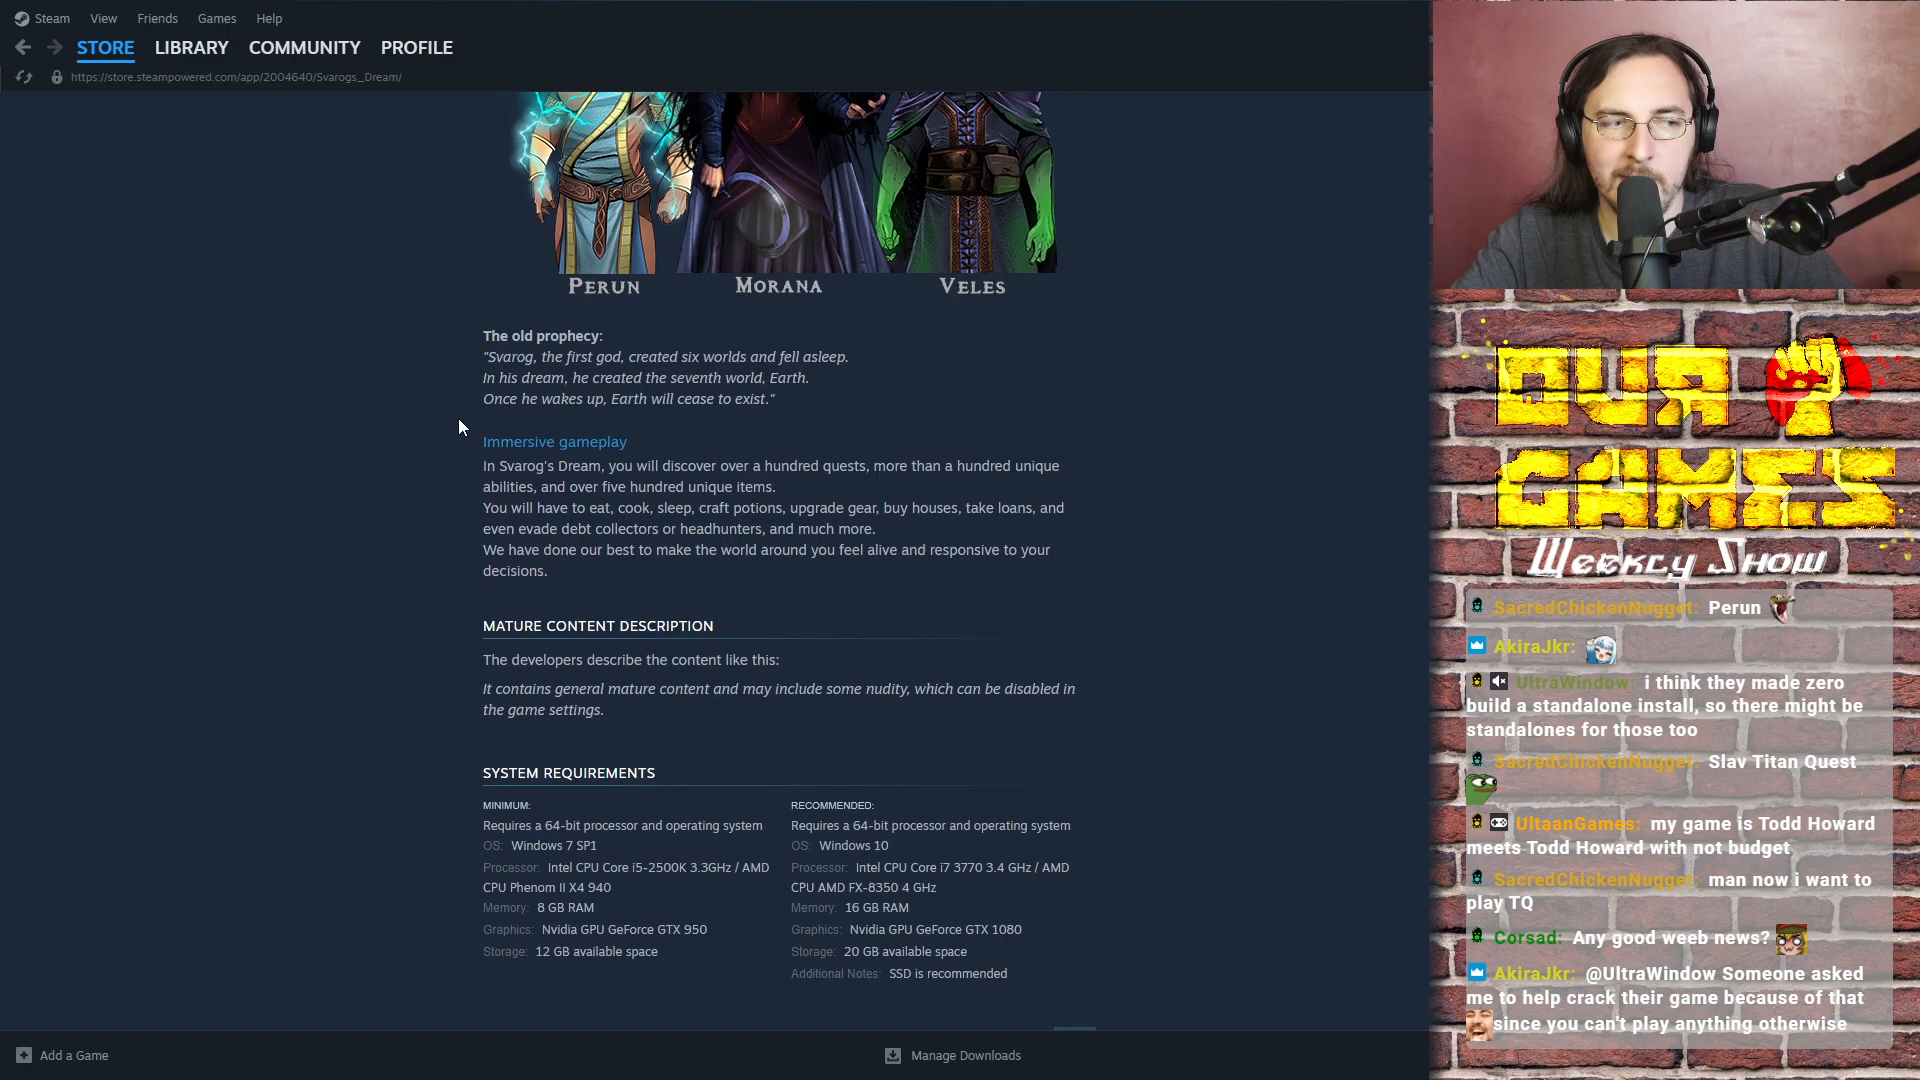 Steam View Friends Games Help
STORE LIBRARY COMMUNITY PROFILE
https://store.steampowered.com/app/2004640/Svarogs_Dream/
PERUN MORANA VELES
The old prophecy:
"Svarog, the first god, created six worlds and fell asleep.
In his dream, he created the seventh world, Earth.
Once he wakes up, Earth will cease to exist."
Immersive gameplay
In Svarog's Dream, you will discover over a hundred quests, more than a hundred unique
abilities, and over five hundred unique items.
You will have to eat, cook, sleep, craft potions, upgrade gear, buy houses, take loans, and
even evade debt collectors or headhunters, and much more.
We have done our best to make the world around you feel alive and responsive to your
decisions.
MATURE CONTENT DESCRIPTION
The developers describe the content like this:
It contains general mature content and may include some nudity, which can be disabled in
the game settings.
SYSTEM REQUIREMENTS
MINIMUM:
Requires a 64-bit processor and operating system
OS: Windows 7 SP1
Processor: Intel CPU Core i5-2500K 3.3GHz / AMD
CPU Phenom II X4 940
Memory: 8 GB RAM
Graphics: Nvidia GPU GeForce GTX 950
Storage: 12 GB available space
RECOMMENDED:
Requires a 64-bit processor and operating system
OS: Windows 10
Processor: Intel CPU Core i7 3770 3.4 GHz / AMD
CPU AMD FX-8350 4 GHz
Memory: 16 GB RAM
Graphics: Nvidia GPU GeForce GTX 1080
Storage: 20 GB available space
Additional Notes: SSD is recommended
Add a Game
Manage Downloads
OUR
GAMES
Weekly Show
SacredChickenNugget: Perun
AkiraJkr:
UltraWindow: i think they made zero
build a standalone install, so there might be
standalones for those too
SacredChickenNugget: Slav Titan Quest
UltaanGames: my game is Todd Howard
meets Todd Howard with not budget
SacredChickenNugget: man now i want to
play TQ
Corsad: Any good weeb news?
AkiraJkr: @UltraWindow Someone asked
me to help crack their game because of that
since you can't play anything otherwise